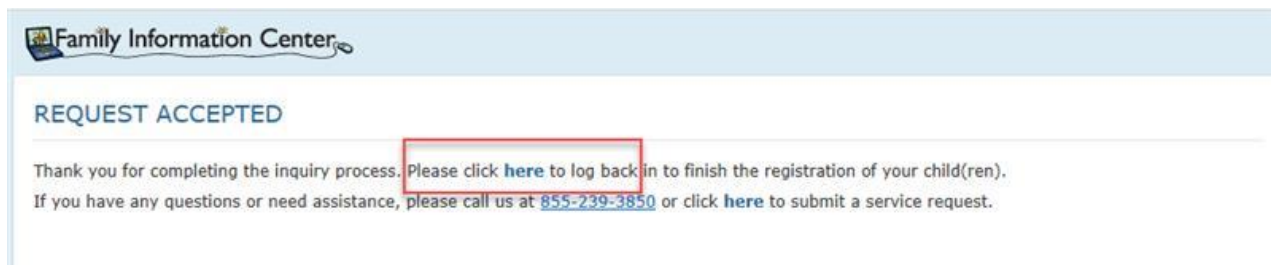 Family Information Center
REQUEST ACCEPTED
Thank you for completing the inquiry process. Please click here to log back in to finish the registration of your child(ren).
If you have any questions or need assistance, please call us at 855-239-3850 or click here to submit a service request.